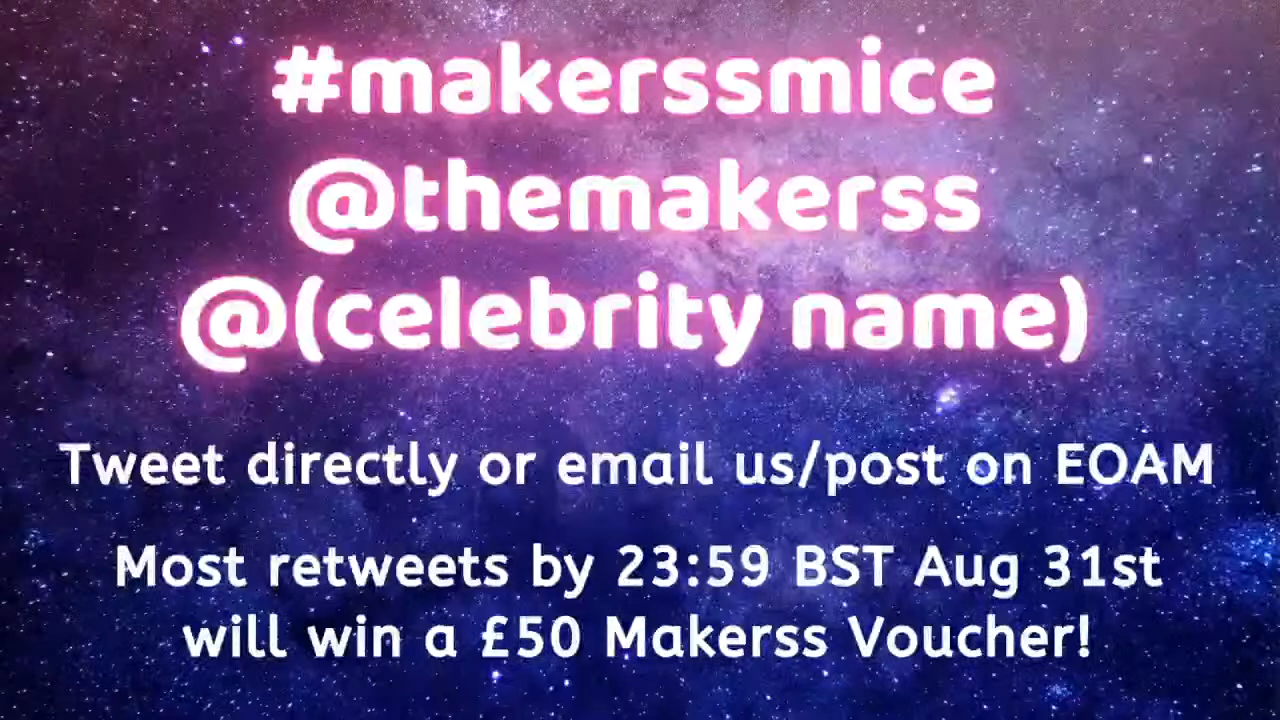 #makerssmice
@themakerss
@(celebrity name)
Tweet directly or email us/post on EOAM
Most retweets by 23:59 BST Aug 31st
will win a £50 Makerss Voucher!